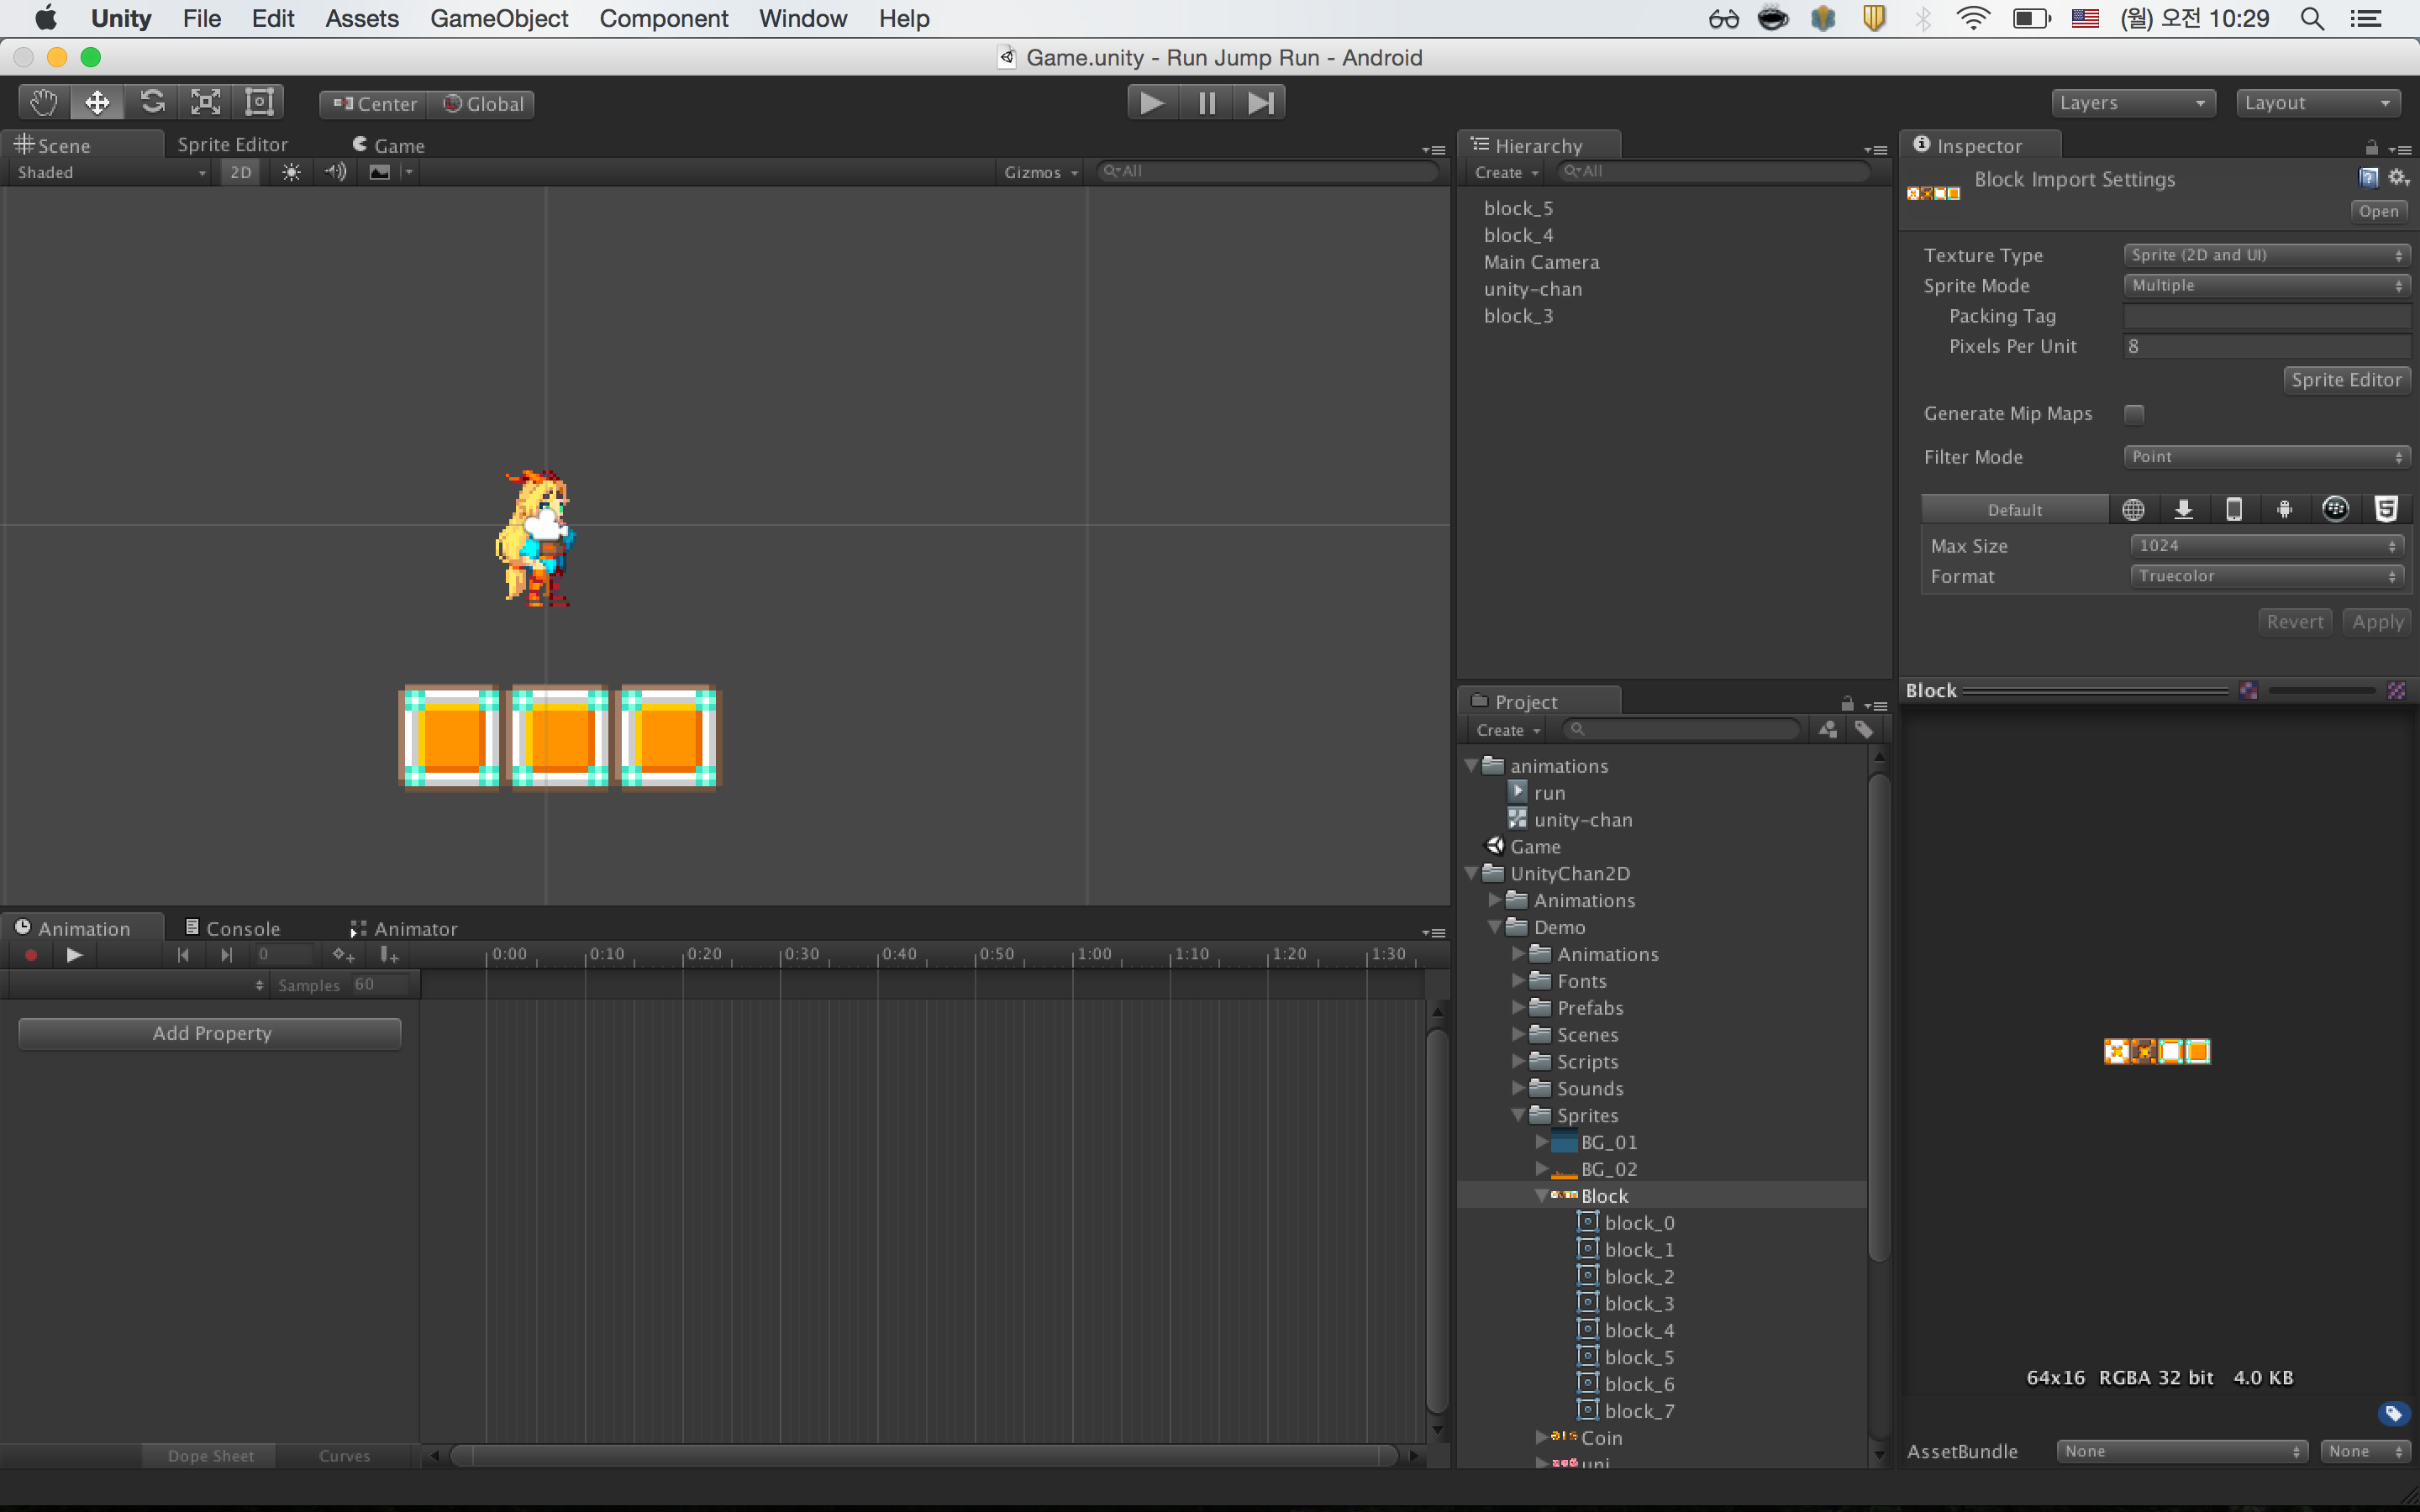 Unity File Edit Assets GameObject Component Window Help (월) 오전 10:29
Game.unity - Run Jump Run - Android
Center Global Layers Layout
Scene Sprite Editor Game
Shaded 2D Gizmos All
Hierarchy
Create All
block_5
block_4
Main Camera
unity-chan
block_3
Inspector
Block Import Settings
Open
Texture Type Sprite (2D and UI)
Sprite Mode Multiple
Packing Tag
Pixels Per Unit 8
Sprite Editor
Generate Mip Maps
Filter Mode Point
Default
Max Size 1024
Format Truecolor
Revert Apply
Project
Create
animations
run
unity-chan
Game
UnityChan2D
Animations
Demo
Animations
Fonts
Prefabs
Scenes
Scripts
Sounds
Sprites
BG_01
BG_02
Block
block_0
block_1
block_2
block_3
block_4
block_5
block_6
block_7
Coin
uni
Block
64x16 RGBA 32 bit 4.0 KB
AssetBundle None None
Animation Console Animator
0 0:00 0:10 0:20 0:30 0:40 0:50 1:00 1:10 1:20 1:30
Samples 60
Add Property
Dope Sheet Curves